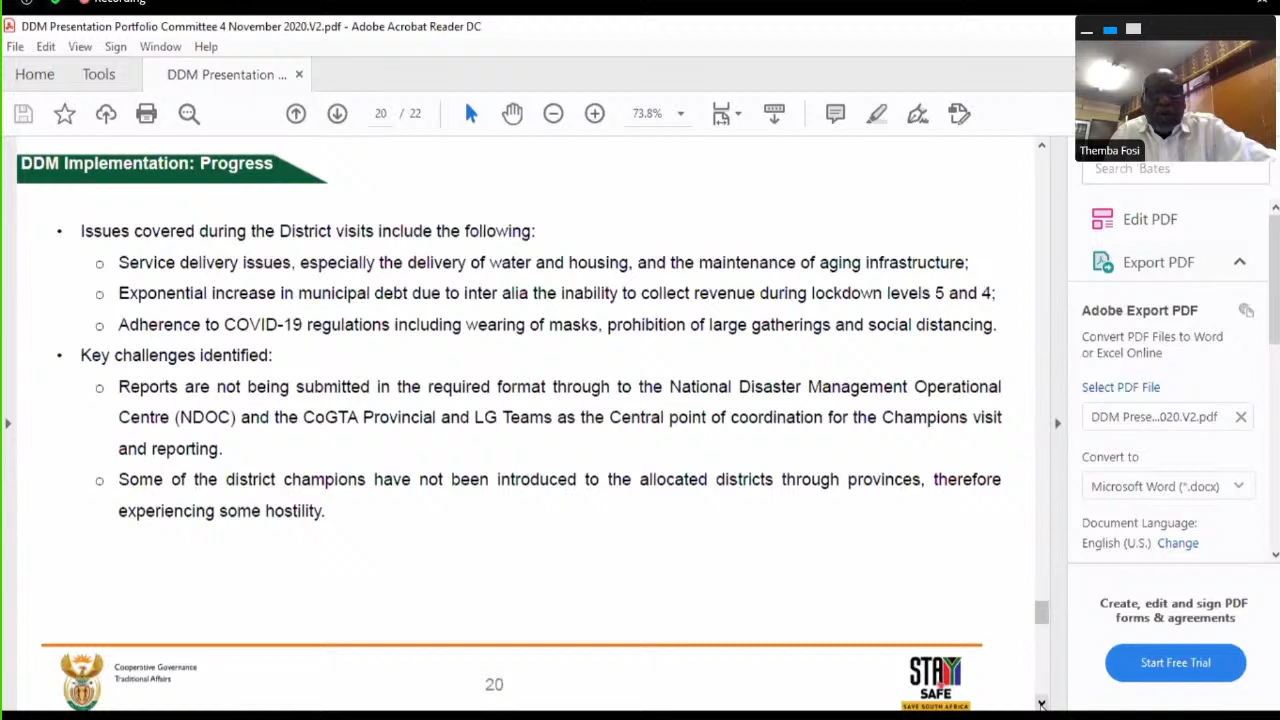 Recording
DDM Presentation Portfolio Committee 4 November 2020.V2.pdf - Adobe Acrobat Reader DC
File Edit View Sign Window Help
Home Tools DDM Presentation ... ×
20 / 22 73.8%
Themba Fosi
DDM Implementation: Progress
• Issues covered during the District visits include the following:
o Service delivery issues, especially the delivery of water and housing, and the maintenance of aging infrastructure;
o Exponential increase in municipal debt due to inter alia the inability to collect revenue during lockdown levels 5 and 4;
o Adherence to COVID-19 regulations including wearing of masks, prohibition of large gatherings and social distancing.
• Key challenges identified:
o Reports are not being submitted in the required format through to the National Disaster Management Operational
Centre (NDOC) and the CoGTA Provincial and LG Teams as the Central point of coordination for the Champions visit
and reporting.
o Some of the district champions have not been introduced to the allocated districts through provinces, therefore
experiencing some hostility.
Cooperative Governance
Traditional Affairs
20
STAY
SAFE
SAVE SOUTH AFRICA
Search 'Bates
Edit PDF
Export PDF
Adobe Export PDF
Convert PDF Files to Word
or Excel Online
Select PDF File
DDM Prese...020.V2.pdf
Convert to
Microsoft Word (*.docx)
Document Language:
English (U.S.) Change
Create, edit and sign PDF
forms & agreements
Start Free Trial